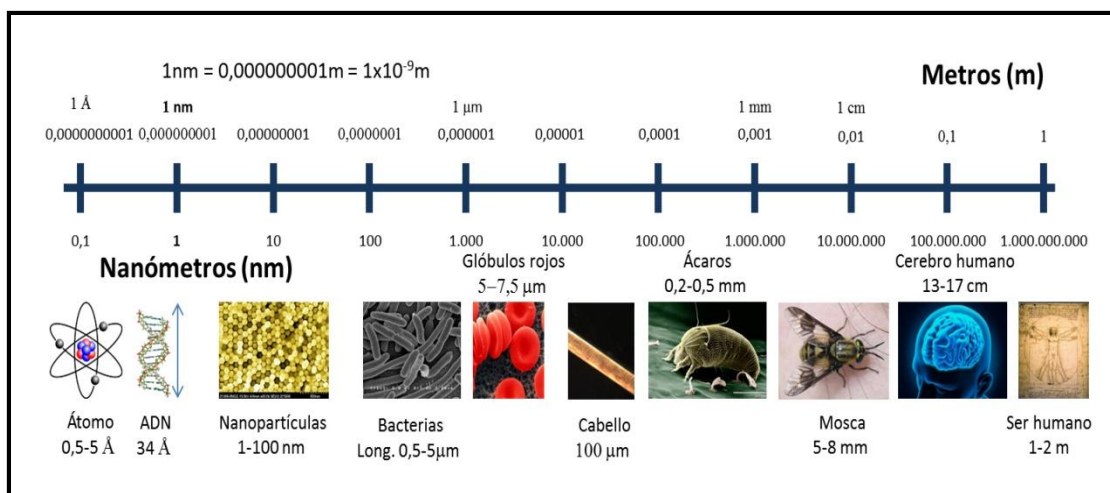 1nm = 0,000000001m = 1x10⁻⁹m
Metros (m)
1 Å 1 nm 1 µm 1 mm 1 cm
0,0000000001 0,000000001 0,00000001 0,0000001 0,000001 0,00001 0,0001 0,001 0,01 0,1 1
0,1 1 10 100 1.000 10.000 100.000 1.000.000 10.000.000 100.000.000 1.000.000.000
Nanómetros (nm)
Glóbulos rojos
5–7,5 µm
Ácaros
0,2-0,5 mm
Cerebro humano
13-17 cm
Átomo
0,5-5 Å
ADN
34 Å
Nanopartículas
1-100 nm
Bacterias
Long. 0,5-5µm
Cabello
100 µm
Mosca
5-8 mm
Ser humano
1-2 m